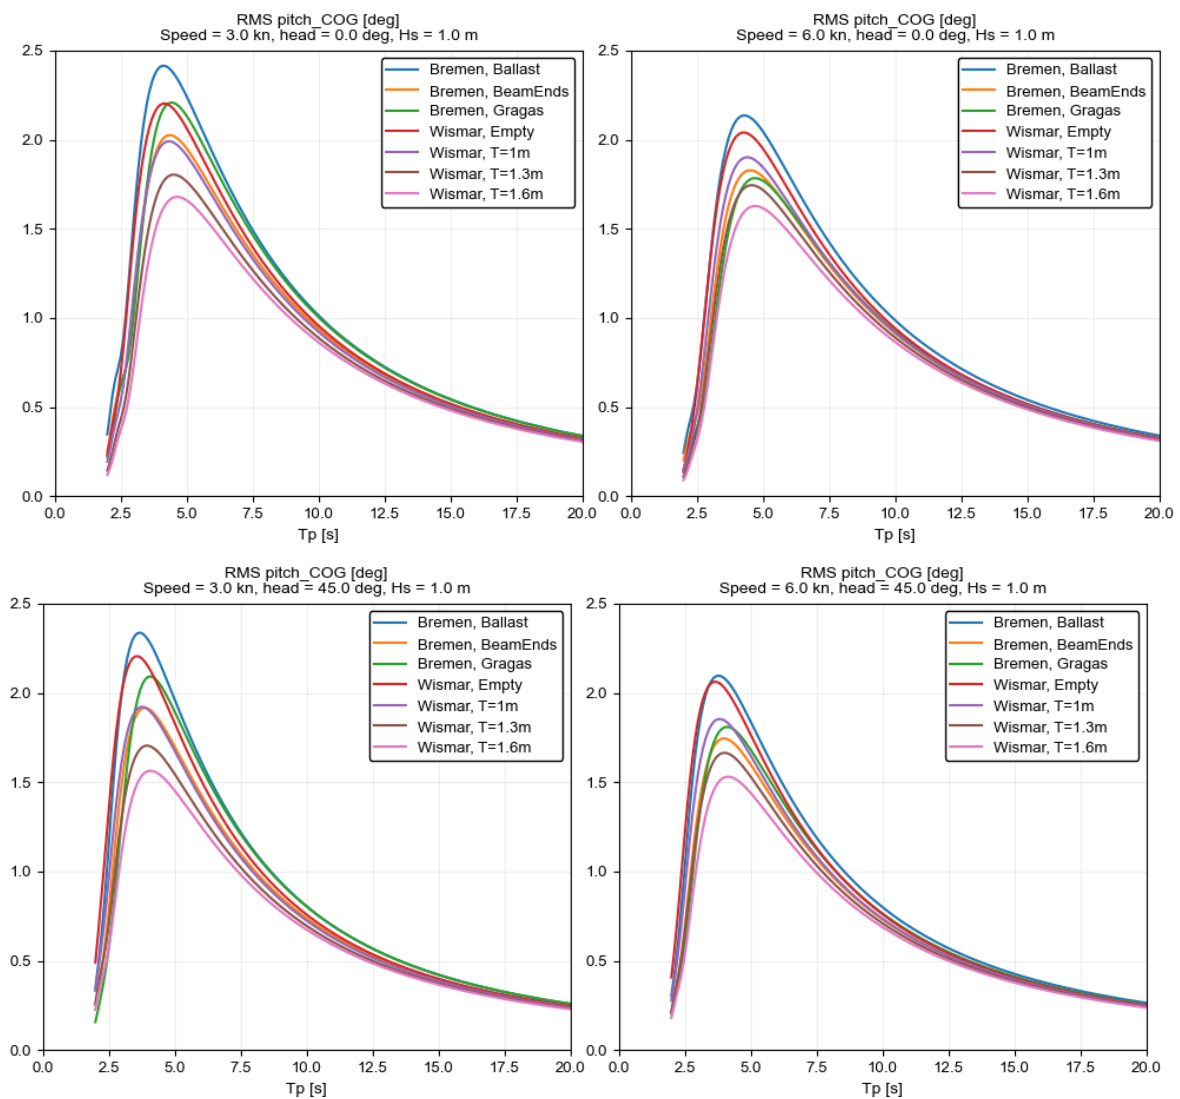 RMS pitch_COG [deg]
Speed = 3.0 kn, head = 0.0 deg, Hs = 1.0 m
2.5
2.0
1.5
1.0
0.5
0.0
Bremen, Ballast
Bremen, BeamEnds
Bremen, Gragas
Wismar, Empty
Wismar, T=1m
Wismar, T=1.3m
Wismar, T=1.6m
0.0 2.5 5.0 7.5 10.0 12.5 15.0 17.5 20.0
Tp [s]
RMS pitch_COG [deg]
Speed = 6.0 kn, head = 0.0 deg, Hs = 1.0 m
2.5
2.0
1.5
1.0
0.5
0.0
Bremen, Ballast
Bremen, BeamEnds
Bremen, Gragas
Wismar, Empty
Wismar, T=1m
Wismar, T=1.3m
Wismar, T=1.6m
0.0 2.5 5.0 7.5 10.0 12.5 15.0 17.5 20.0
Tp [s]
RMS pitch_COG [deg]
Speed = 3.0 kn, head = 45.0 deg, Hs = 1.0 m
2.5
2.0
1.5
1.0
0.5
0.0
Bremen, Ballast
Bremen, BeamEnds
Bremen, Gragas
Wismar, Empty
Wismar, T=1m
Wismar, T=1.3m
Wismar, T=1.6m
0.0 2.5 5.0 7.5 10.0 12.5 15.0 17.5 20.0
Tp [s]
RMS pitch_COG [deg]
Speed = 6.0 kn, head = 45.0 deg, Hs = 1.0 m
2.5
2.0
1.5
1.0
0.5
0.0
Bremen, Ballast
Bremen, BeamEnds
Bremen, Gragas
Wismar, Empty
Wismar, T=1m
Wismar, T=1.3m
Wismar, T=1.6m
0.0 2.5 5.0 7.5 10.0 12.5 15.0 17.5 20.0
Tp [s]